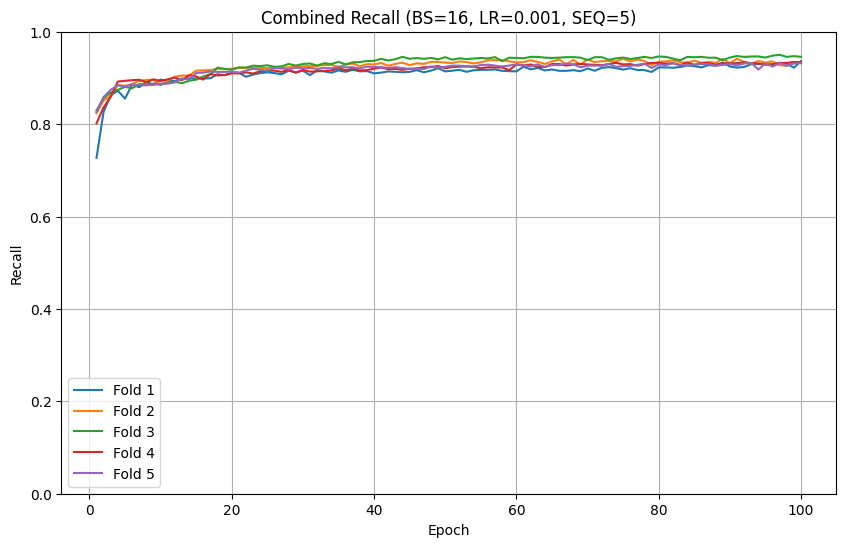 Combined Recall (BS=16, LR=0.001, SEQ=5)
Recall
1.0
0.8
0.6
0.4
0.2
0.0
Fold 1
Fold 2
Fold 3
Fold 4
Fold 5
0 20 40 60 80 100
Epoch